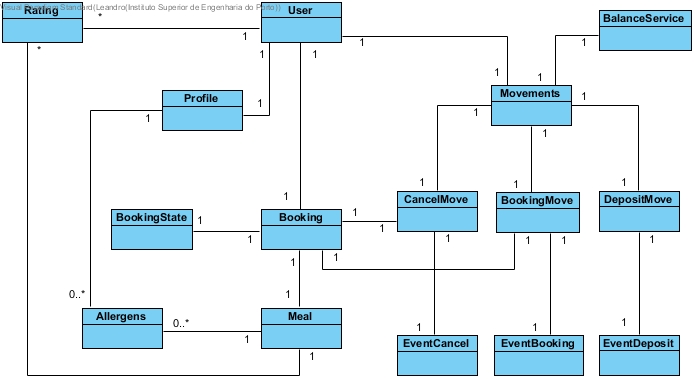 Visual Paradigm Standard(Leandro(Instituto Superior de Engenharia do Porto))
Rating
User
BalanceService
* 1 1 1
* 1 1 1 1
Movements
Profile
1 1 1 1
1 1 1
CancelMove
BookingMove
DepositMove
BookingState
Booking
1 1 1 1
1 1 1 1 1 1
0..* 1
Allergens
Meal
0..* 1 1
1 1 1
EventCancel
EventBooking
EventDeposit